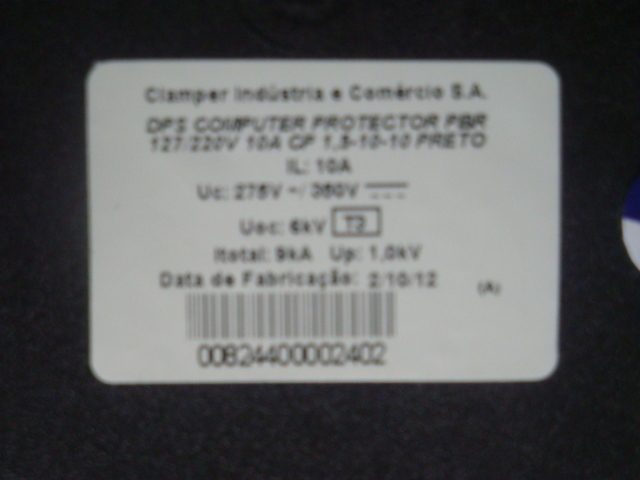 Clamper Indústria e Comércio S.A.
DPS COMPUTER PROTECTOR PBR
127/220V 10A CP 1,5-10-10 PRETO
IL: 10A
Uc: 275V ~/ 350V
Uoc: 6kV T3
Itotal: 9kA Up: 1,0kV
Data de Fabricação: 2/10/12 (A)
00824400002402